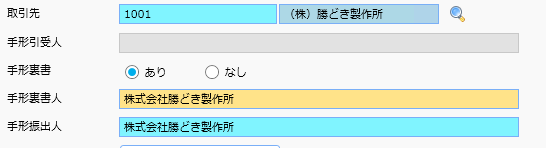 取引先 1001 （株）勝どき製作所
手形引受人
手形裏書 あり なし
手形裏書人 株式会社勝どき製作所
手形振出人 株式会社勝どき製作所